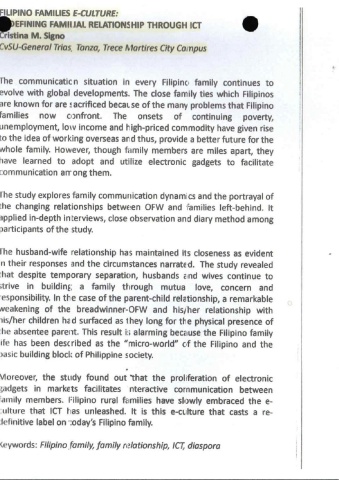 FILIPINO FAMILIES E-CULTURE:
DEFINING FAMILIAL RELATIONSHIP THROUGH ICT
Cristina M. Signo
CvSU-General Trias, Tanza, Trece Martires City Campus
The communication situation in every Filipino family continues to
evolve with global developments. The close family ties which Filipinos
are known for are sacrificed because of the many problems that Filipino
families now confront. The onsets of continuing poverty,
unemployment, low income and high-priced commodity have given rise
to the idea of working overseas and thus, provide a better future for the
whole family. However, though family members are miles apart, they
have learned to adopt and utilize electronic gadgets to facilitate
communication among them.
The study explores family communication dynamics and the portrayal of
the changing relationships between OFW and families left-behind. It
applied in-depth interviews, close observation and diary method among
participants of the study.
The husband-wife relationship has maintained its closeness as evident
in their responses and the circumstances narrated. The study revealed
that despite temporary separation, husbands and wives continue to
strive in building a family through mutual love, concern and
responsibility. In the case of the parent-child relationship, a remarkable
weakening of the breadwinner-OFW and his/her relationship with
his/her children had surfaced as they long for the physical presence of
the absentee parent. This result is alarming because the Filipino family
life has been described as the "micro-world" of the Filipino and the
basic building block of Philippine society.
Moreover, the study found out that the proliferation of electronic
gadgets in markets facilitates interactive communication between
family members. Filipino rural families have slowly embraced the e-
culture that ICT has unleashed. It is this e-culture that casts a re-
definitive label on today's Filipino family.
Keywords: Filipino family, family relationship, ICT, diaspora